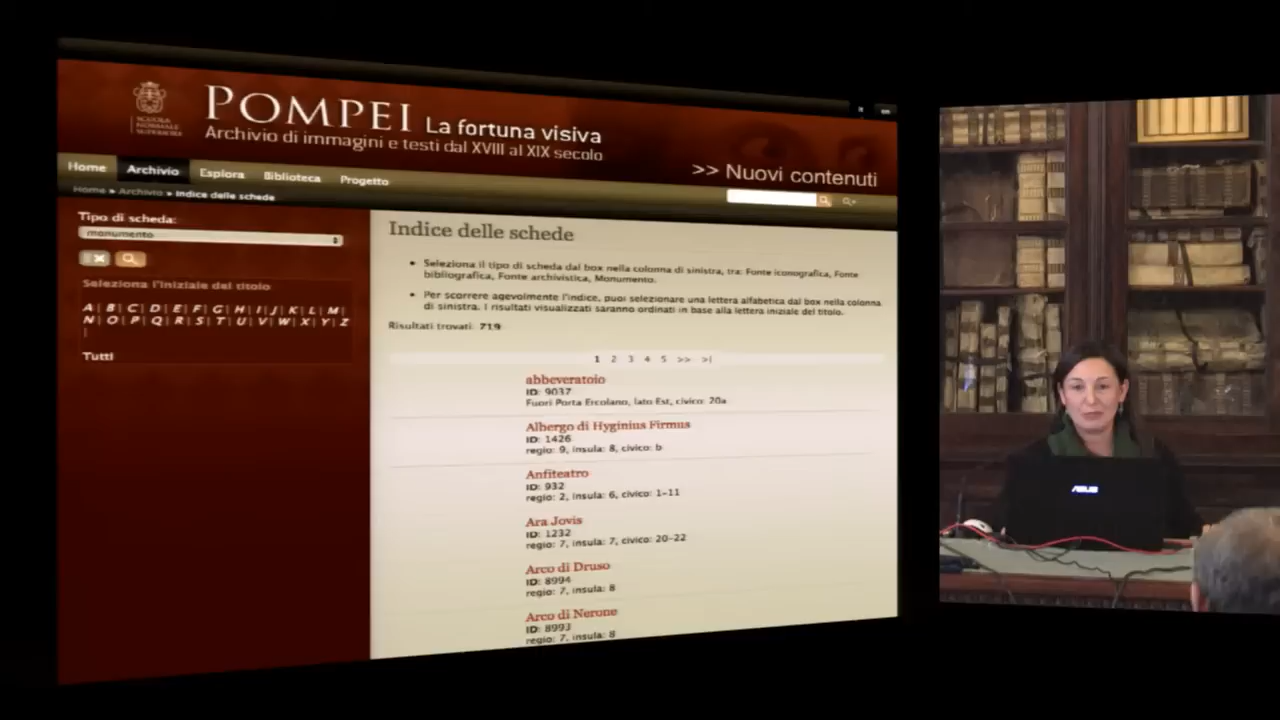 SCUOLA
NORMALE
SUPERIORE
POMPEI La fortuna visiva
Archivio di immagini e testi dal XVIII al XIX secolo
>> Nuovi contenuti
Home Archivio Esplora Biblioteca Progetto
Home ▸ Archivio ▸ Indice delle schede
Tipo di scheda:
monumento
Seleziona l'iniziale del titolo
A | B | C | D | E | F | G | H | I | J | K | L | M |
N | O | P | Q | R | S | T | U | V | W | X | Y | Z
|
Tutti
Indice delle schede
• Seleziona il tipo di scheda dal box nella colonna di sinistra, tra: Fonte iconografica, Fonte
bibliografica, Fonte archivistica, Monumento.
• Per scorrere agevolmente l'indice, puoi selezionare una lettera alfabetica dal box nella colonna
di sinistra. I risultati visualizzati saranno ordinati in base alla lettera iniziale del titolo.
Risultati trovati: 719
1 2 3 4 5 >> >|
abbeveratoio
ID: 9037
Fuori Porta Ercolano, lato Est, civico: 20a
Albergo di Hyginius Firmus
ID: 1426
regio: 9, insula: 8, civico: b
Anfiteatro
ID: 932
regio: 2, insula: 6, civico: 1-11
Ara Jovis
ID: 1232
regio: 7, insula: 7, civico: 20-22
Arco di Druso
ID: 8994
regio: 7, insula: 8
Arco di Nerone
ID: 8993
regio: 7, insula: 8
ASUS